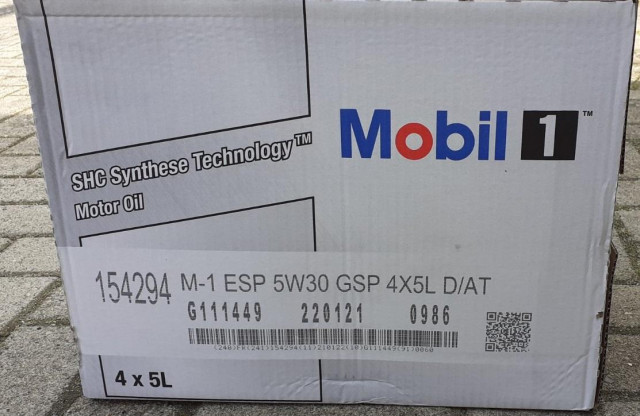 Mobil 1™
SHC Synthese Technology™
Motor Oil
154294 M-1 ESP 5W30 GSP 4X5L D/AT
G111449 220121 0986
4 x 5L